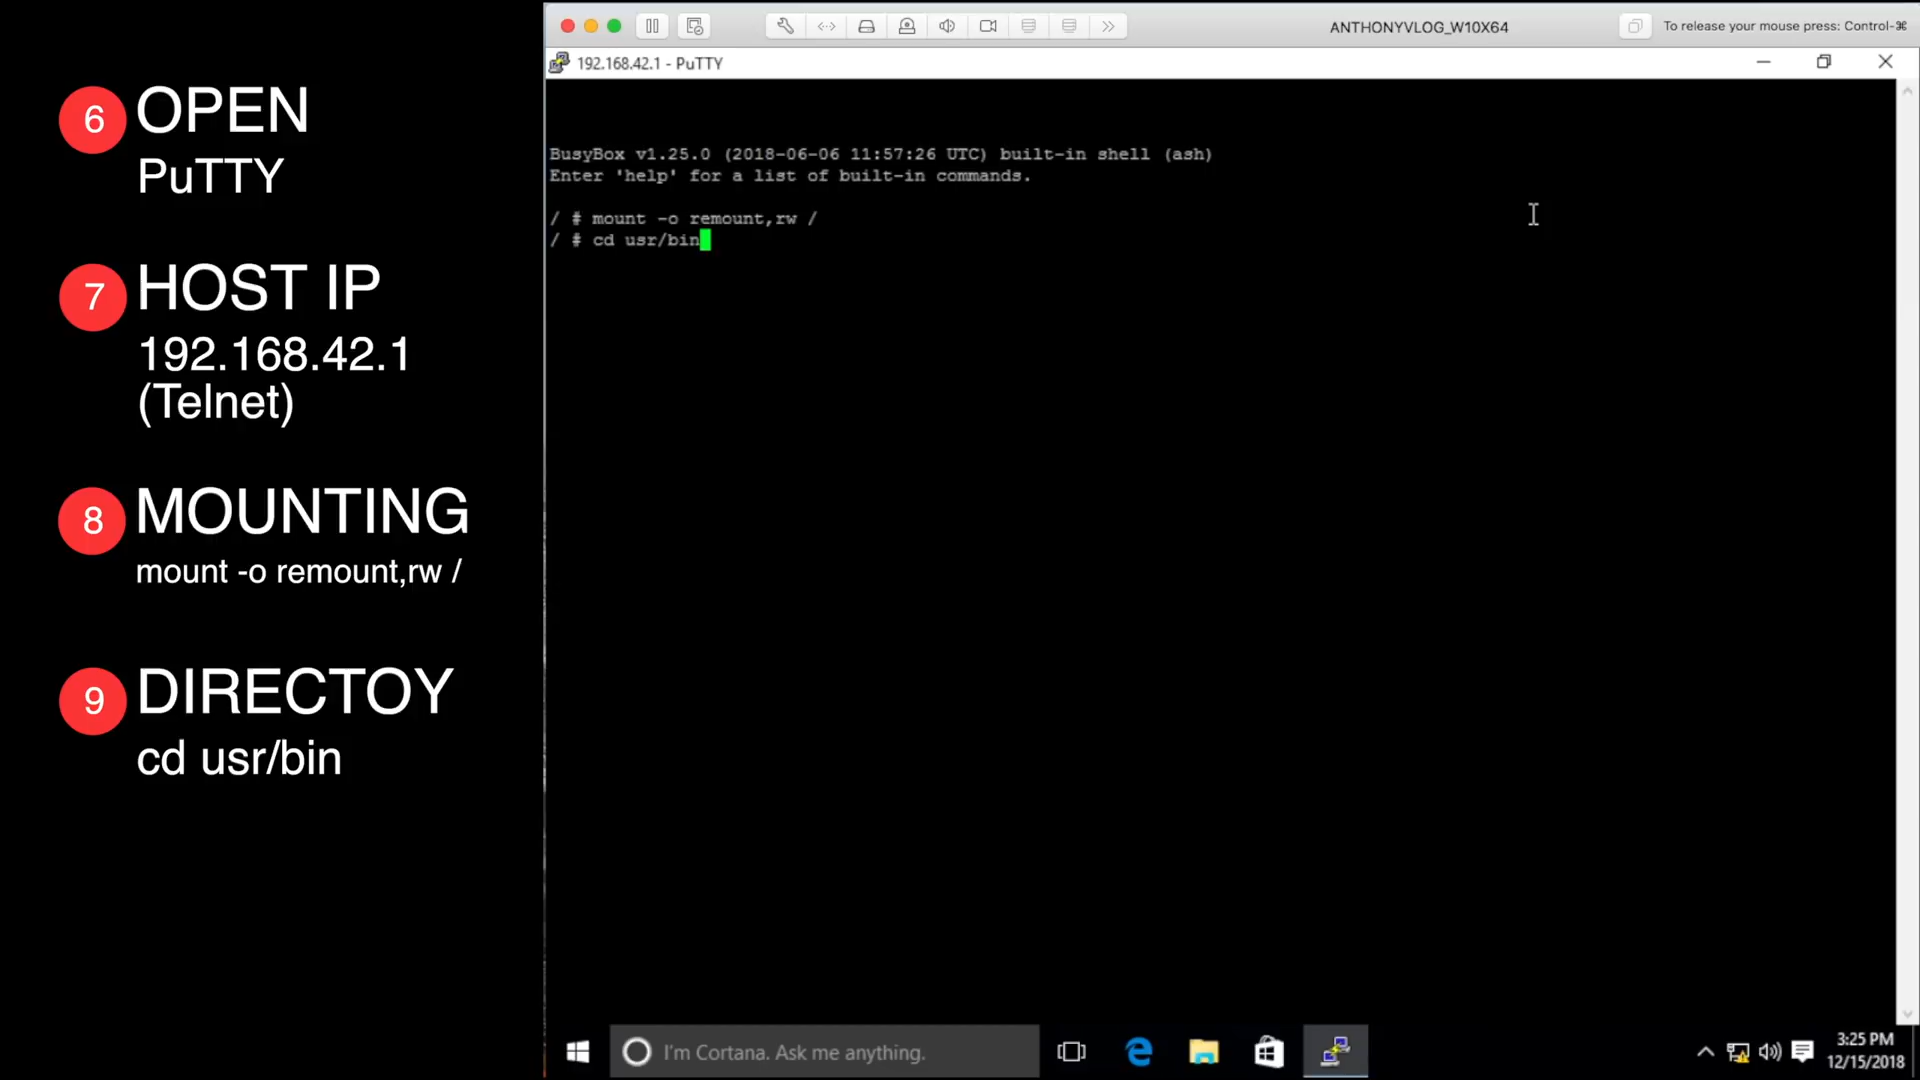 6 OPEN
PuTTY
7 HOST IP
192.168.42.1
(Telnet)
8 MOUNTING
mount -o remount,rw /
9 DIRECTOY
cd usr/bin
ANTHONYVLOG_W10X64
To release your mouse press: Control-⌘
192.168.42.1 - PuTTY
BusyBox v1.25.0 (2018-06-06 11:57:26 UTC) built-in shell (ash)
Enter 'help' for a list of built-in commands.
/ # mount -o remount,rw /
/ # cd usr/bin
I'm Cortana. Ask me anything.
3:25 PM
12/15/2018